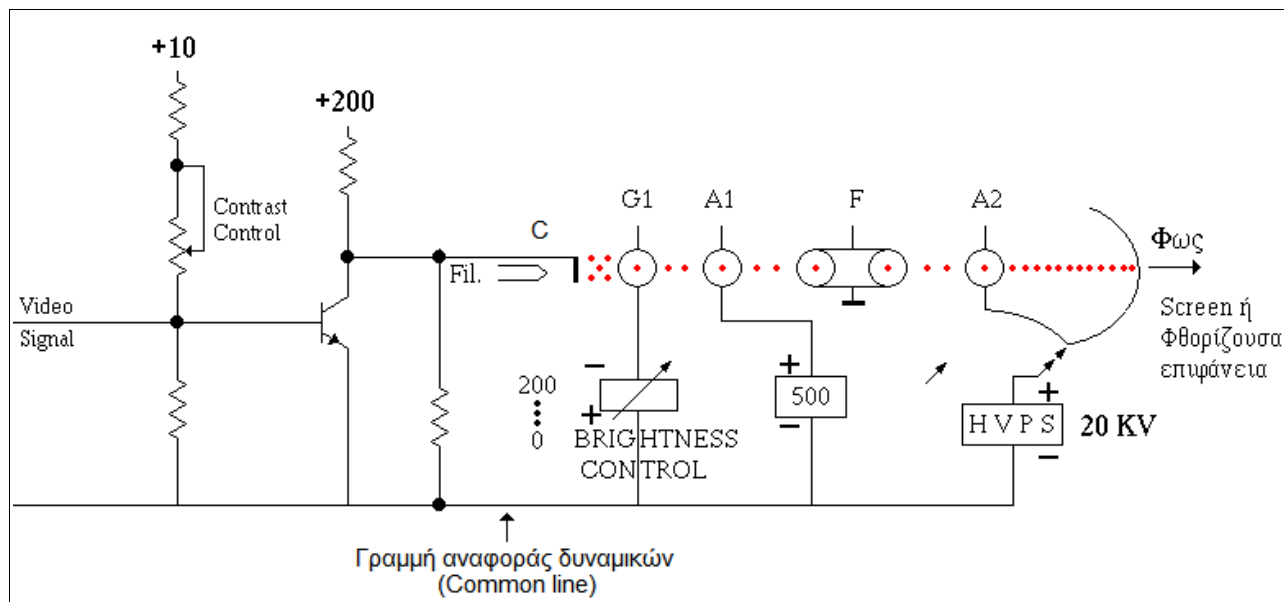 +10
+200
Contrast
Control
Video
Signal
C
Fil.
G1
A1
F
A2
Φως
Screen ή
Φθορίζουσα
επιφάνεια
−
+
200
0
BRIGHTNESS
CONTROL
+
500
−
+
H V P S
20 KV
−
Γραμμή αναφοράς δυναμικών
(Common line)